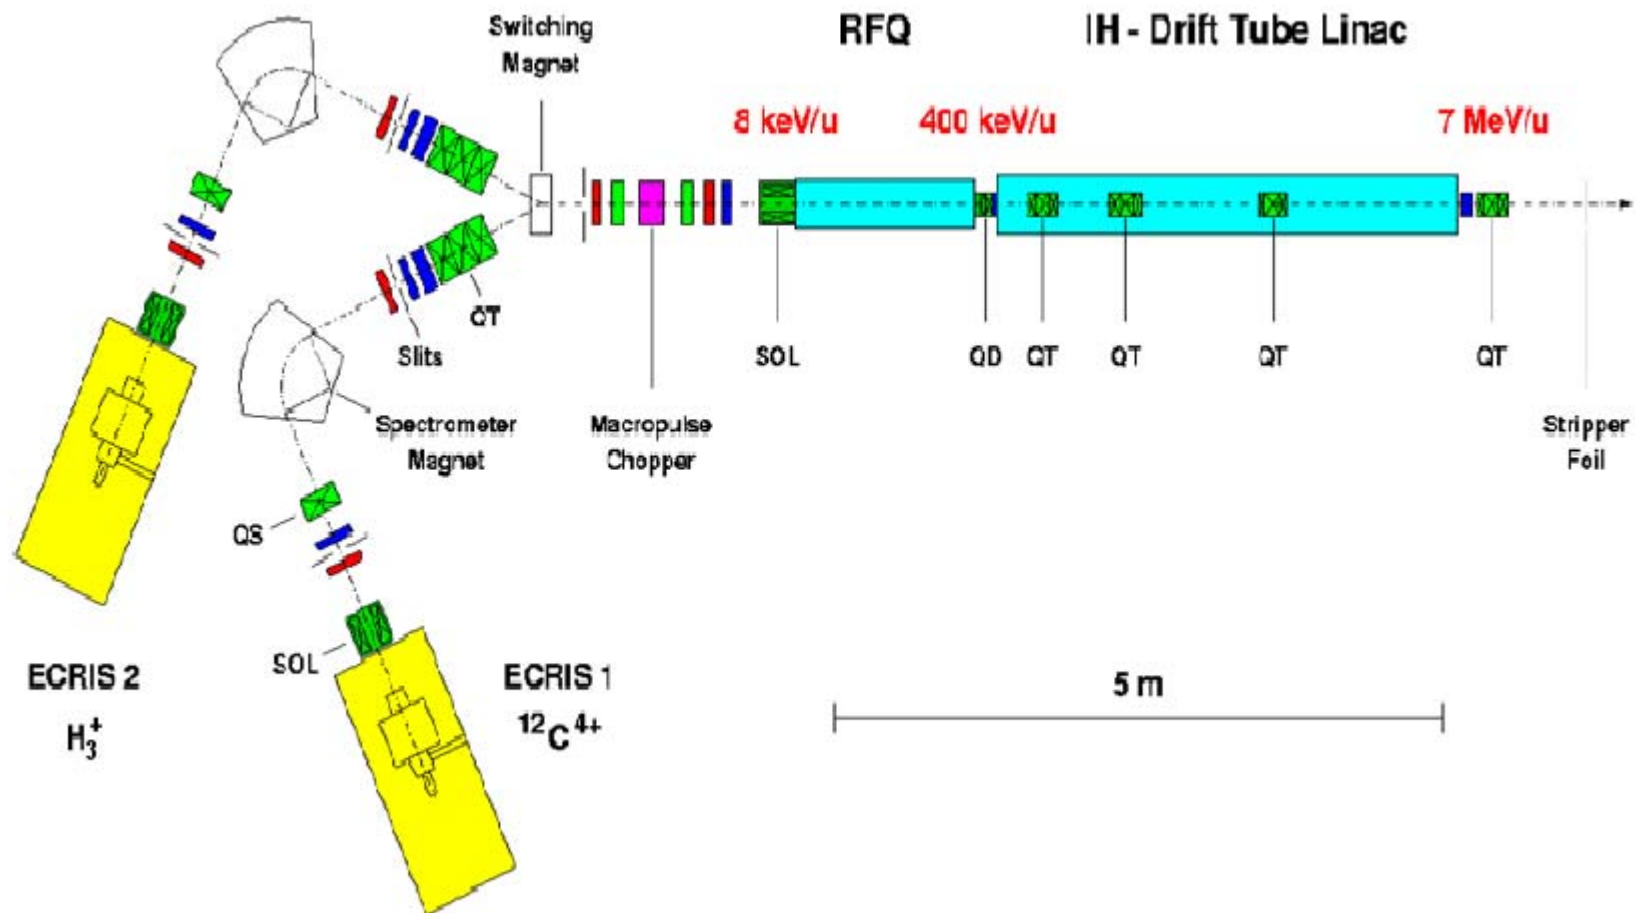 Switching
Magnet
RFQ
IH - Drift Tube Linac
8 keV/u
400 keV/u
7 MeV/u
QT
Slits
SOL
QD
QT
QT
QT
QT
Spectrometer
Magnet
Macropulse
Chopper
Stripper
Foil
QS
SOL
ECRIS 2
H₃⁺
ECRIS 1
¹²C⁴⁺
5 m